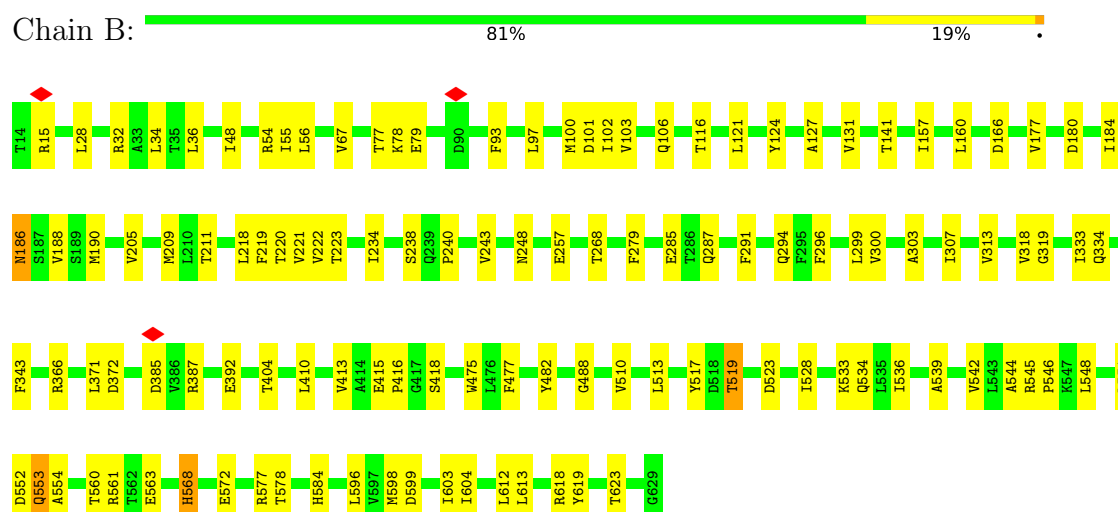 Chain B:
81% 19% •
T14 R15 L28 R32 A33 L34 T35 L36 I48 R54 I55 L56 V67 T77 K78 E79 D90 F93 L97 M100 D101 I102 V103 Q106 T116 L121 Y124 A127 V131 T141 I157 L160 D166 V177 D180 I184
N186 S187 V188 S189 M190 V205 M209 L210 T211 L218 F219 T220 V221 V222 T223 I234 S238 Q239 P240 V243 N248 E257 T268 F279 E285 T286 Q287 F291 Q294 F295 F296 L299 V300 A303 I307 V313 V318 G319 I333 Q334
F343 R366 L371 D372 D385 V386 R387 E392 T404 L410 V413 A414 E415 P416 G417 S418 W475 L476 F477 Y482 G488 V510 L513 Y517 D518 T519 D523 I528 K533 Q534 L535 I536 A539 V542 L543 A544 R545 P546 K547 L548
D552 Q553 A554 T560 R561 T562 E563 H568 E572 R577 T578 H584 L596 V597 M598 D599 I603 I604 L612 L613 R618 Y619 T623 G629